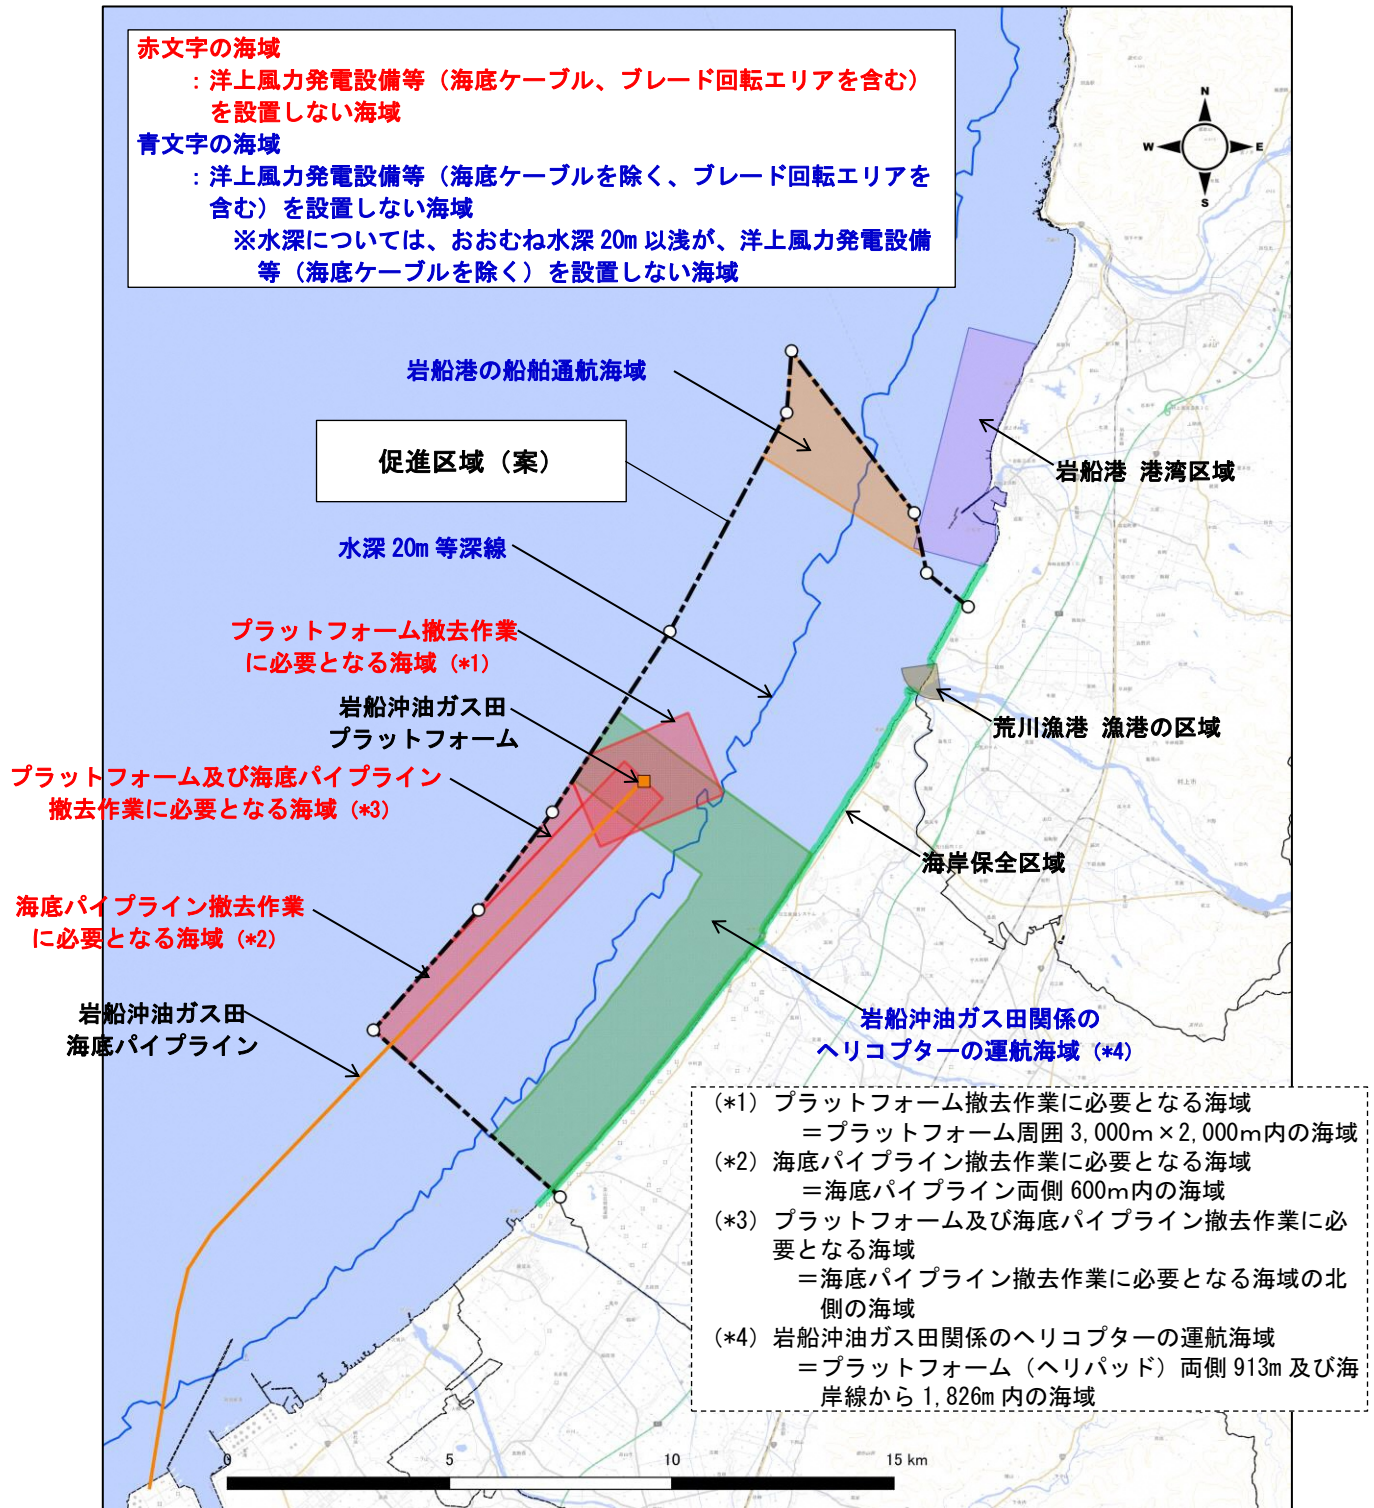 赤文字の海域
：洋上風力発電設備等（海底ケーブル、ブレード回転エリアを含む）
を設置しない海域
青文字の海域
：洋上風力発電設備等（海底ケーブルを除く、ブレード回転エリアを
含む）を設置しない海域
※水深については、おおむね水深 20m 以浅が、洋上風力発電設備
等（海底ケーブルを除く）を設置しない海域
N
W
E
S
岩船港の船舶通航海域
促進区域（案）
岩船港 港湾区域
水深 20m 等深線
プラットフォーム撤去作業
に必要となる海域（*1）
岩船沖油ガス田
プラットフォーム
荒川漁港 漁港の区域
プラットフォーム及び海底パイプライン
撤去作業に必要となる海域（*3）
海岸保全区域
海底パイプライン撤去作業
に必要となる海域（*2）
岩船沖油ガス田
海底パイプライン
岩船沖油ガス田関係の
ヘリコプターの運航海域（*4）
（*1）プラットフォーム撤去作業に必要となる海域
＝プラットフォーム周囲 3,000ｍ×2,000ｍ内の海域
（*2）海底パイプライン撤去作業に必要となる海域
＝海底パイプライン両側 600ｍ内の海域
（*3）プラットフォーム及び海底パイプライン撤去作業に必
要となる海域
＝海底パイプライン撤去作業に必要となる海域の北
側の海域
（*4）岩船沖油ガス田関係のヘリコプターの運航海域
＝プラットフォーム（ヘリパッド）両側 913m 及び海
岸線から 1,826m 内の海域
0 5 10 15 km